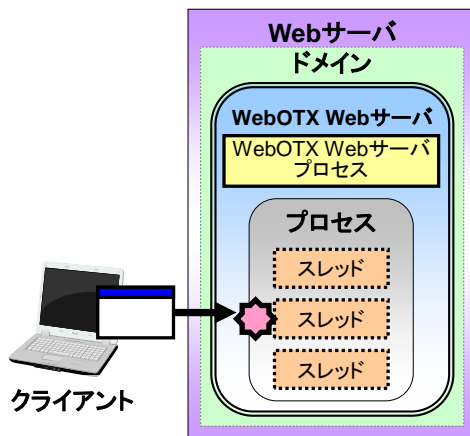 Webサーバ
ドメイン
WebOTX Webサーバ
WebOTX Webサーバ
プロセス
プロセス
スレッド
スレッド
スレッド
クライアント